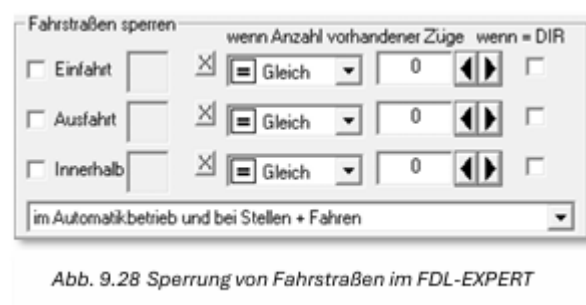 Fahrstraßen sperren
wenn Anzahl vorhandener Züge wenn = DIR
Einfahrt X = Gleich 0
Ausfahrt X = Gleich 0
Innerhalb X = Gleich 0
im Automatikbetrieb und bei Stellen + Fahren
Abb. 9.28 Sperrung von Fahrstraßen im FDL-EXPERT